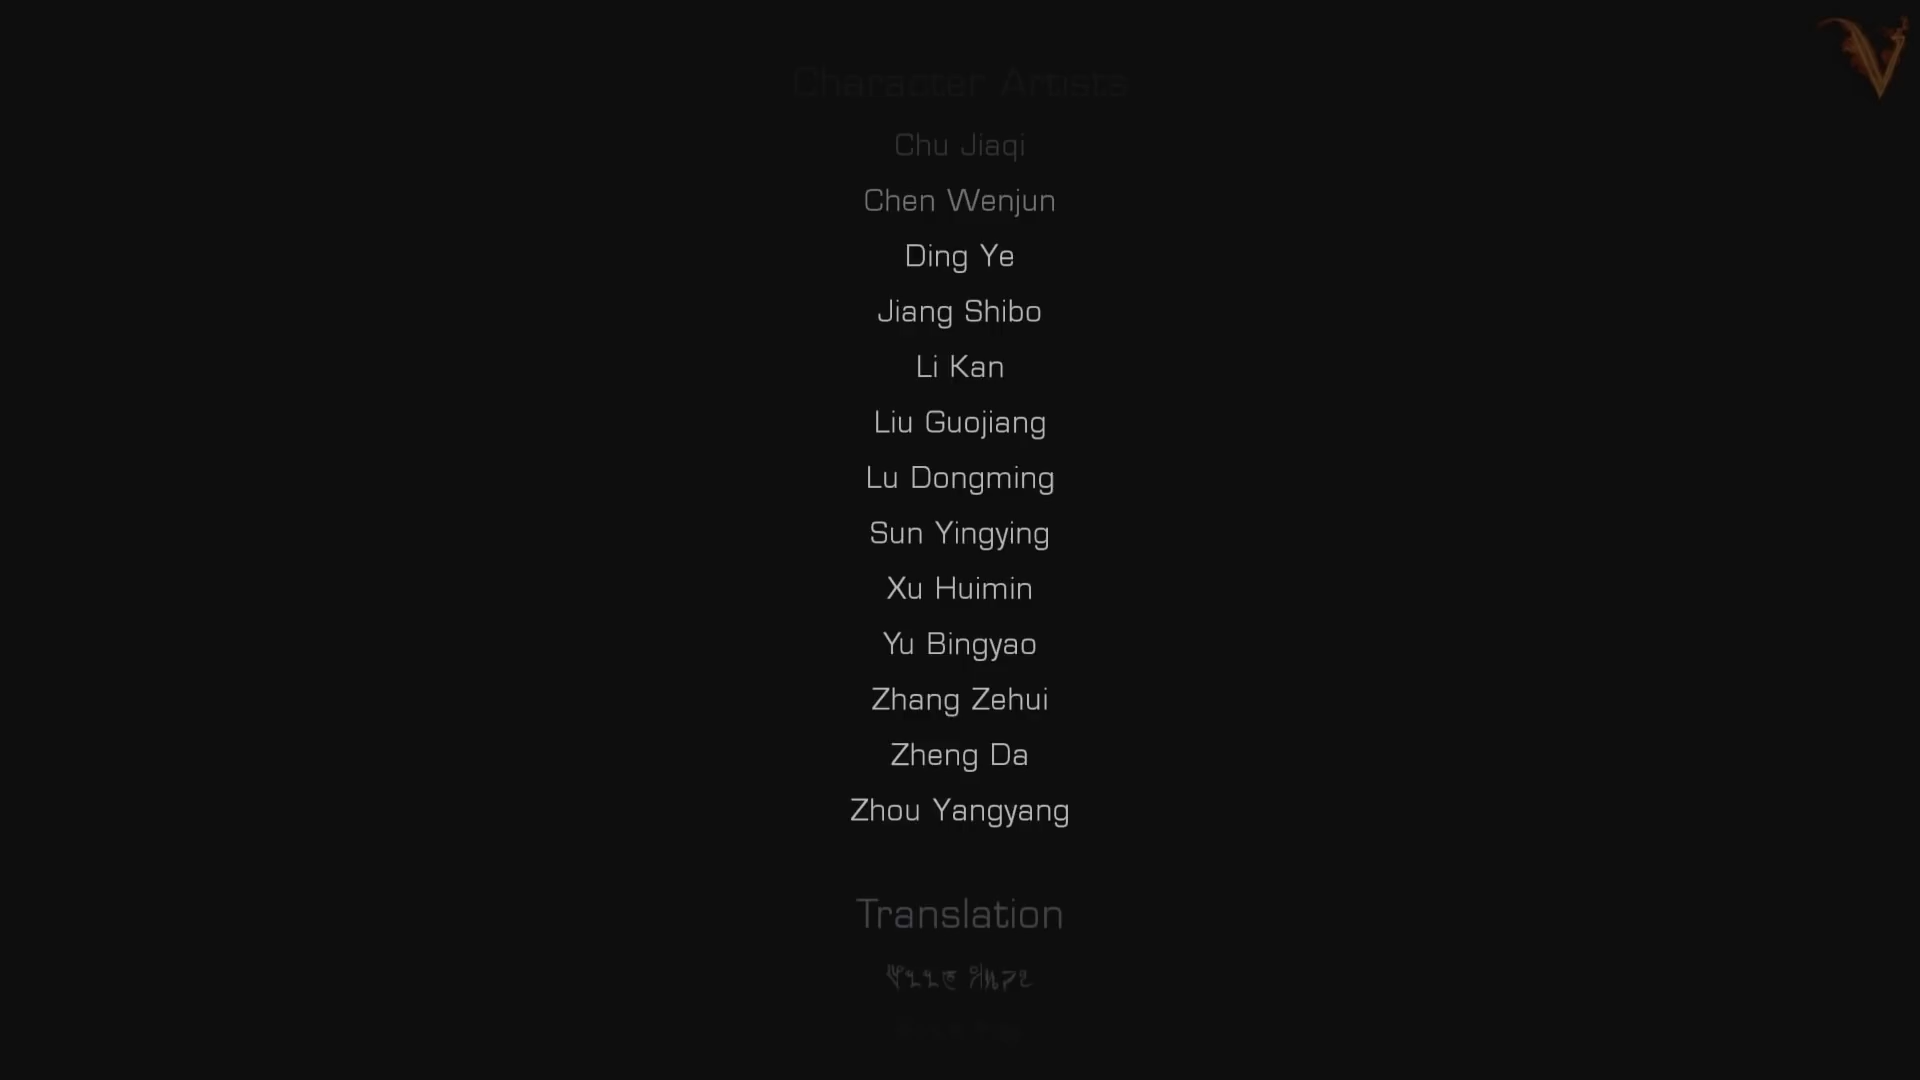 Character Artists
Chu Jiaqi
Chen Wenjun
Ding Ye
Jiang Shibo
Li Kan
Liu Guojiang
Lu Dongming
Sun Yingying
Xu Huimin
Yu Bingyao
Zhang Zehui
Zheng Da
Zhou Yangyang
Translation